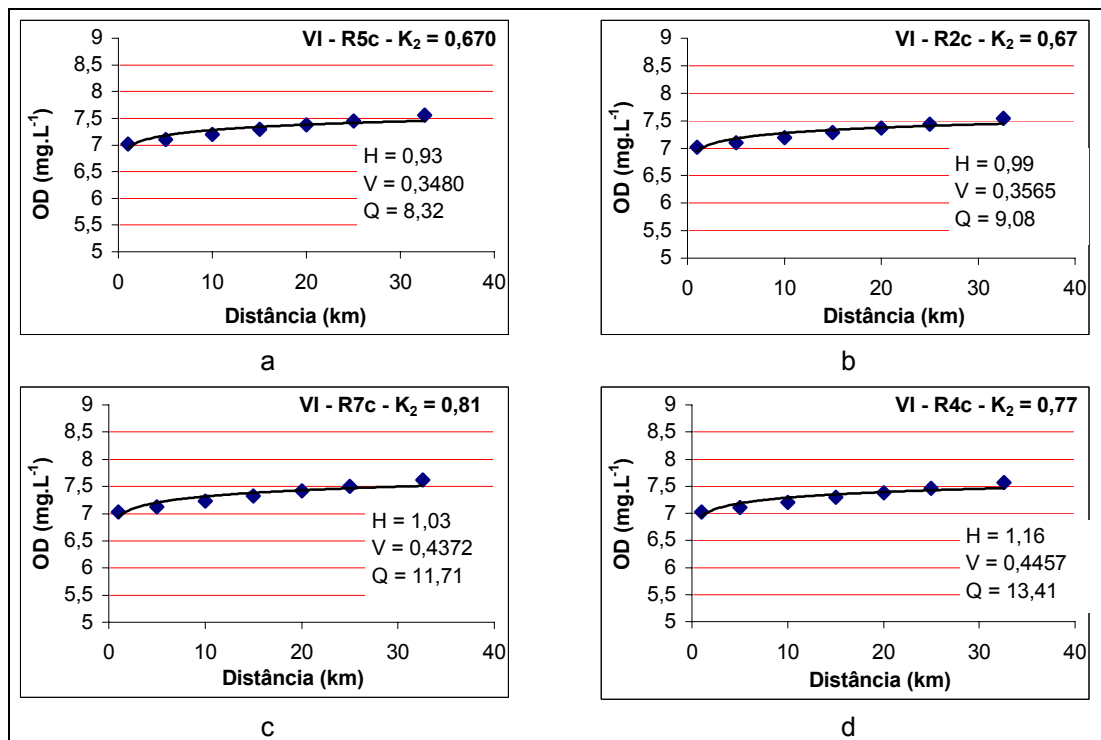 VI - R5c - K₂ = 0,670
OD (mg.L⁻¹)
9
8,5
8
7,5
7
6,5
6
5,5
5
H = 0,93
V = 0,3480
Q = 8,32
0 10 20 30 40
Distância (km)
a
VI - R2c - K₂ = 0,67
OD (mg.L⁻¹)
9
8,5
8
7,5
7
6,5
6
5,5
5
H = 0,99
V = 0,3565
Q = 9,08
0 10 20 30 40
Distância (km)
b
VI - R7c - K₂ = 0,81
OD (mg.L⁻¹)
9
8,5
8
7,5
7
6,5
6
5,5
5
H = 1,03
V = 0,4372
Q = 11,71
0 10 20 30 40
Distância (km)
c
VI - R4c - K₂ = 0,77
OD (mg.L⁻¹)
9
8,5
8
7,5
7
6,5
6
5,5
5
H = 1,16
V = 0,4457
Q = 13,41
0 10 20 30 40
Distância (km)
d